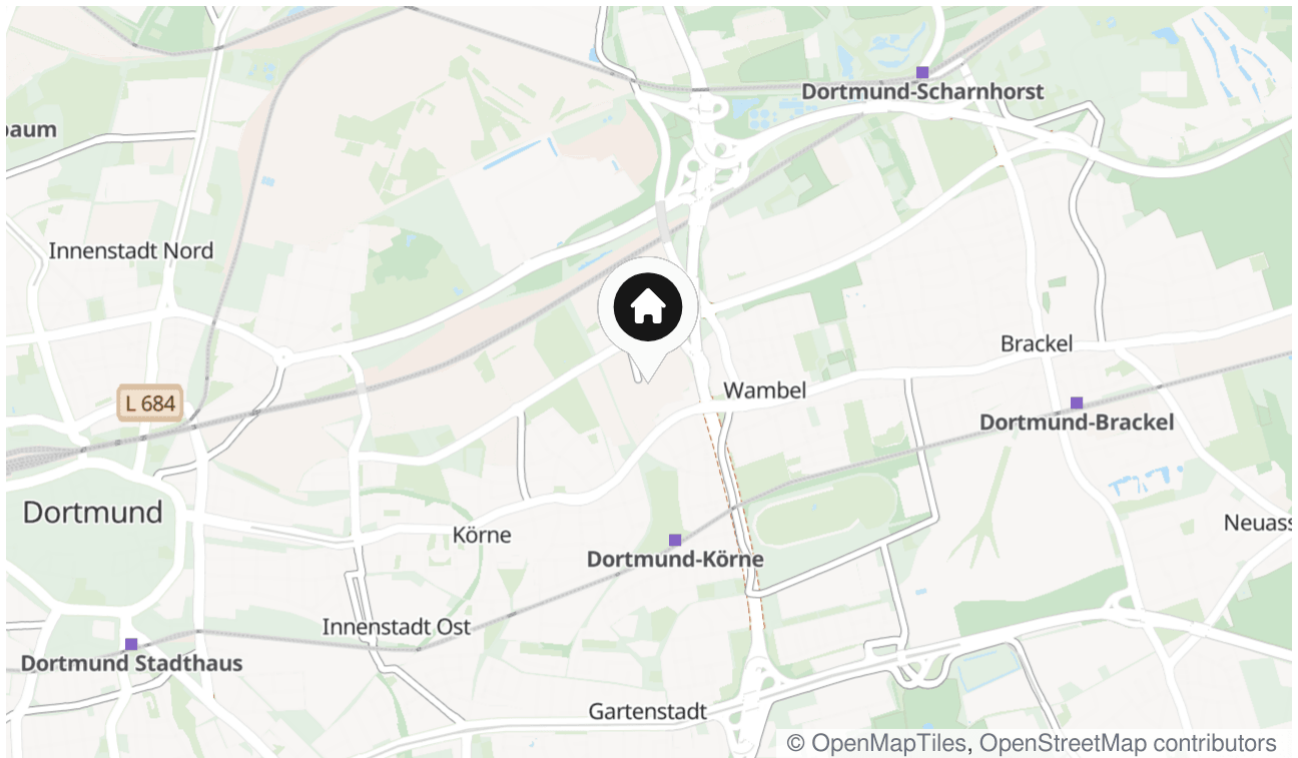 Dortmund-Scharnhorst
baum
Innenstadt Nord
Brackel
Wambel
L 684
Dortmund-Brackel
Dortmund
Neuass
Körne
Dortmund-Körne
Innenstadt Ost
Dortmund Stadthaus
Gartenstadt
© OpenMapTiles, OpenStreetMap contributors